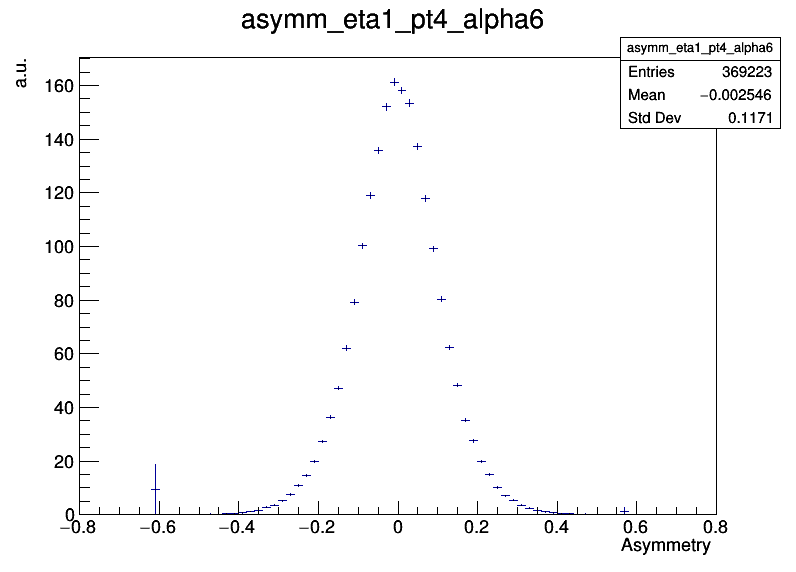 asymm_eta1_pt4_alpha6
asymm_eta1_pt4_alpha6
Entries 369223
Mean −0.002546
Std Dev 0.1171
a.u.
160
140
120
100
80
60
40
20
0
−0.8 −0.6 −0.4 −0.2 0 0.2 0.4 0.6 0.8
Asymmetry